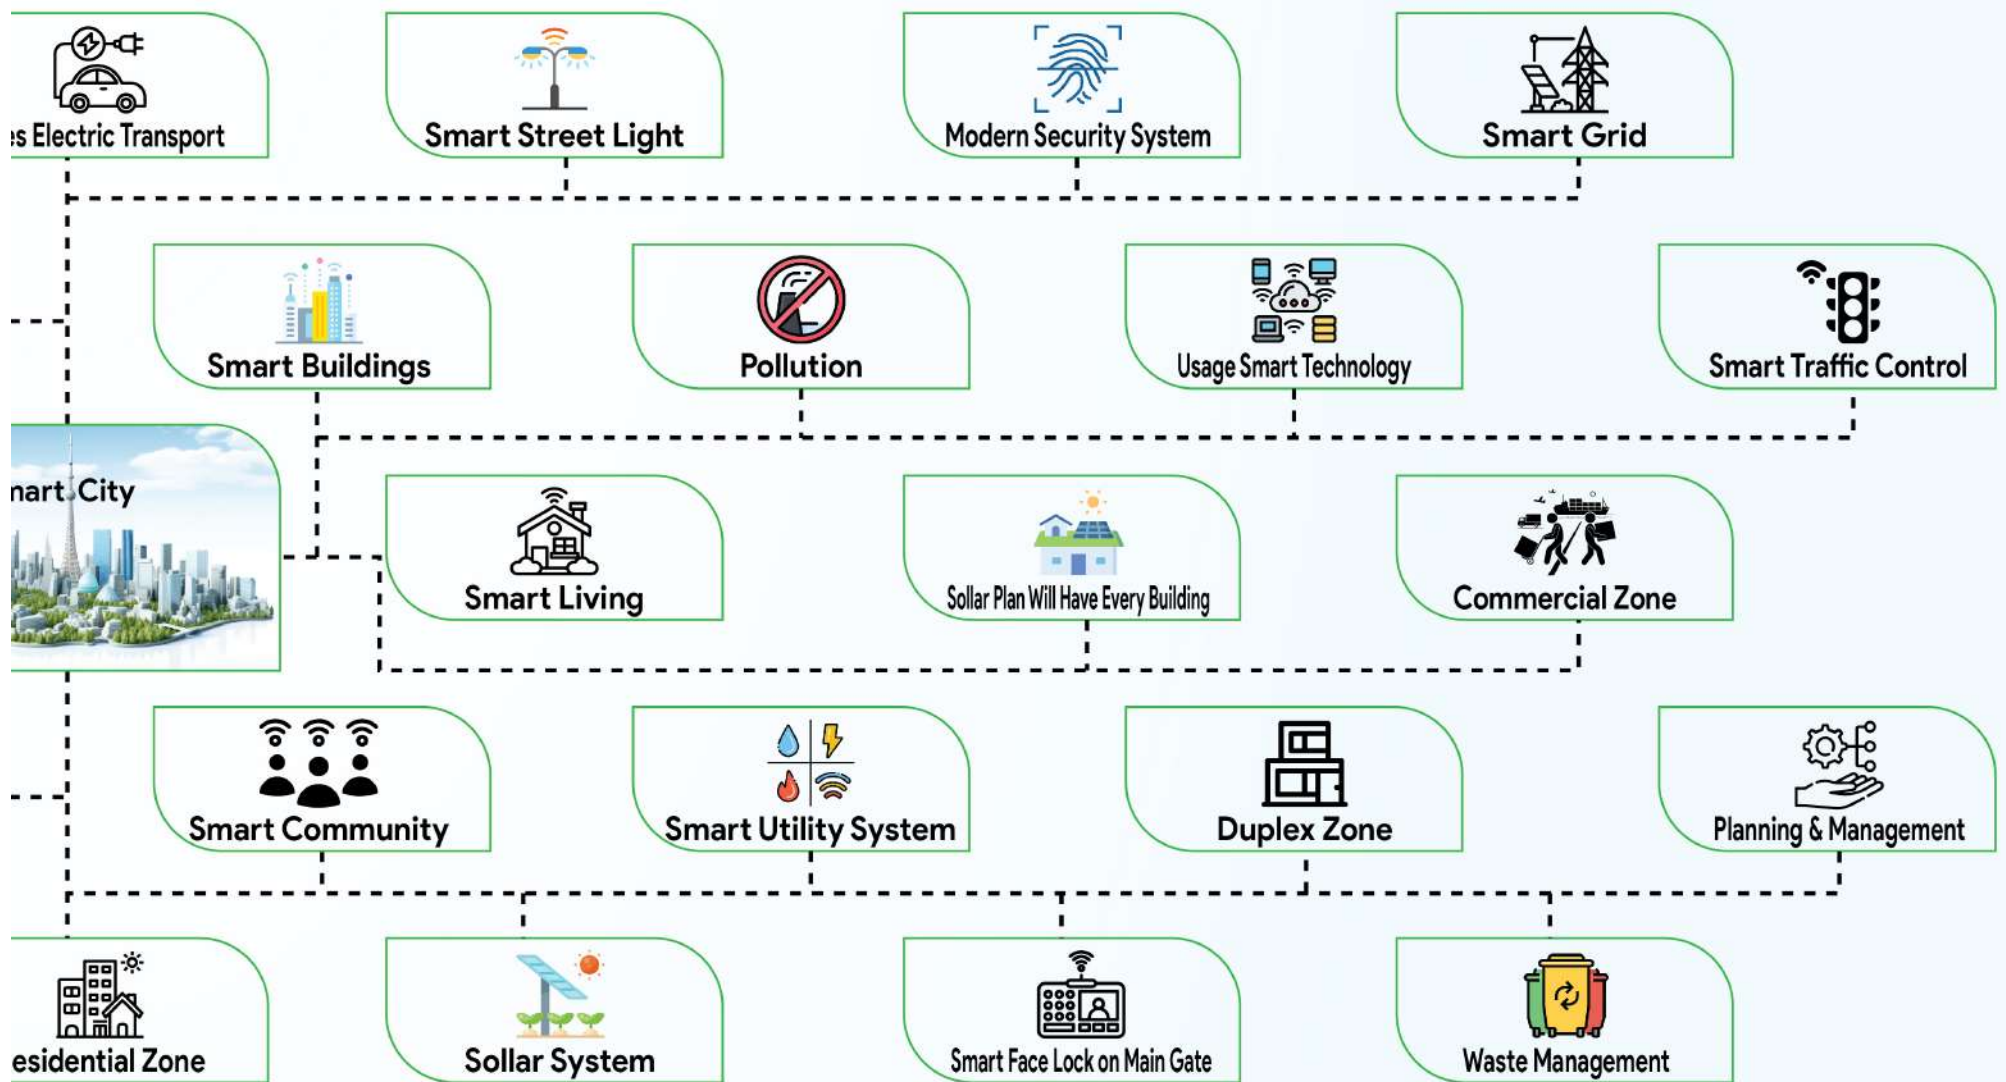 es Electric Transport
Smart Street Light
Modern Security System
Smart Grid
Smart Buildings
Pollution
Usage Smart Technology
Smart Traffic Control
mart City
Smart Living
Sollar Plan Will Have Every Building
Commercial Zone
Smart Community
Smart Utility System
Duplex Zone
Planning & Management
esidential Zone
Sollar System
Smart Face Lock on Main Gate
Waste Management